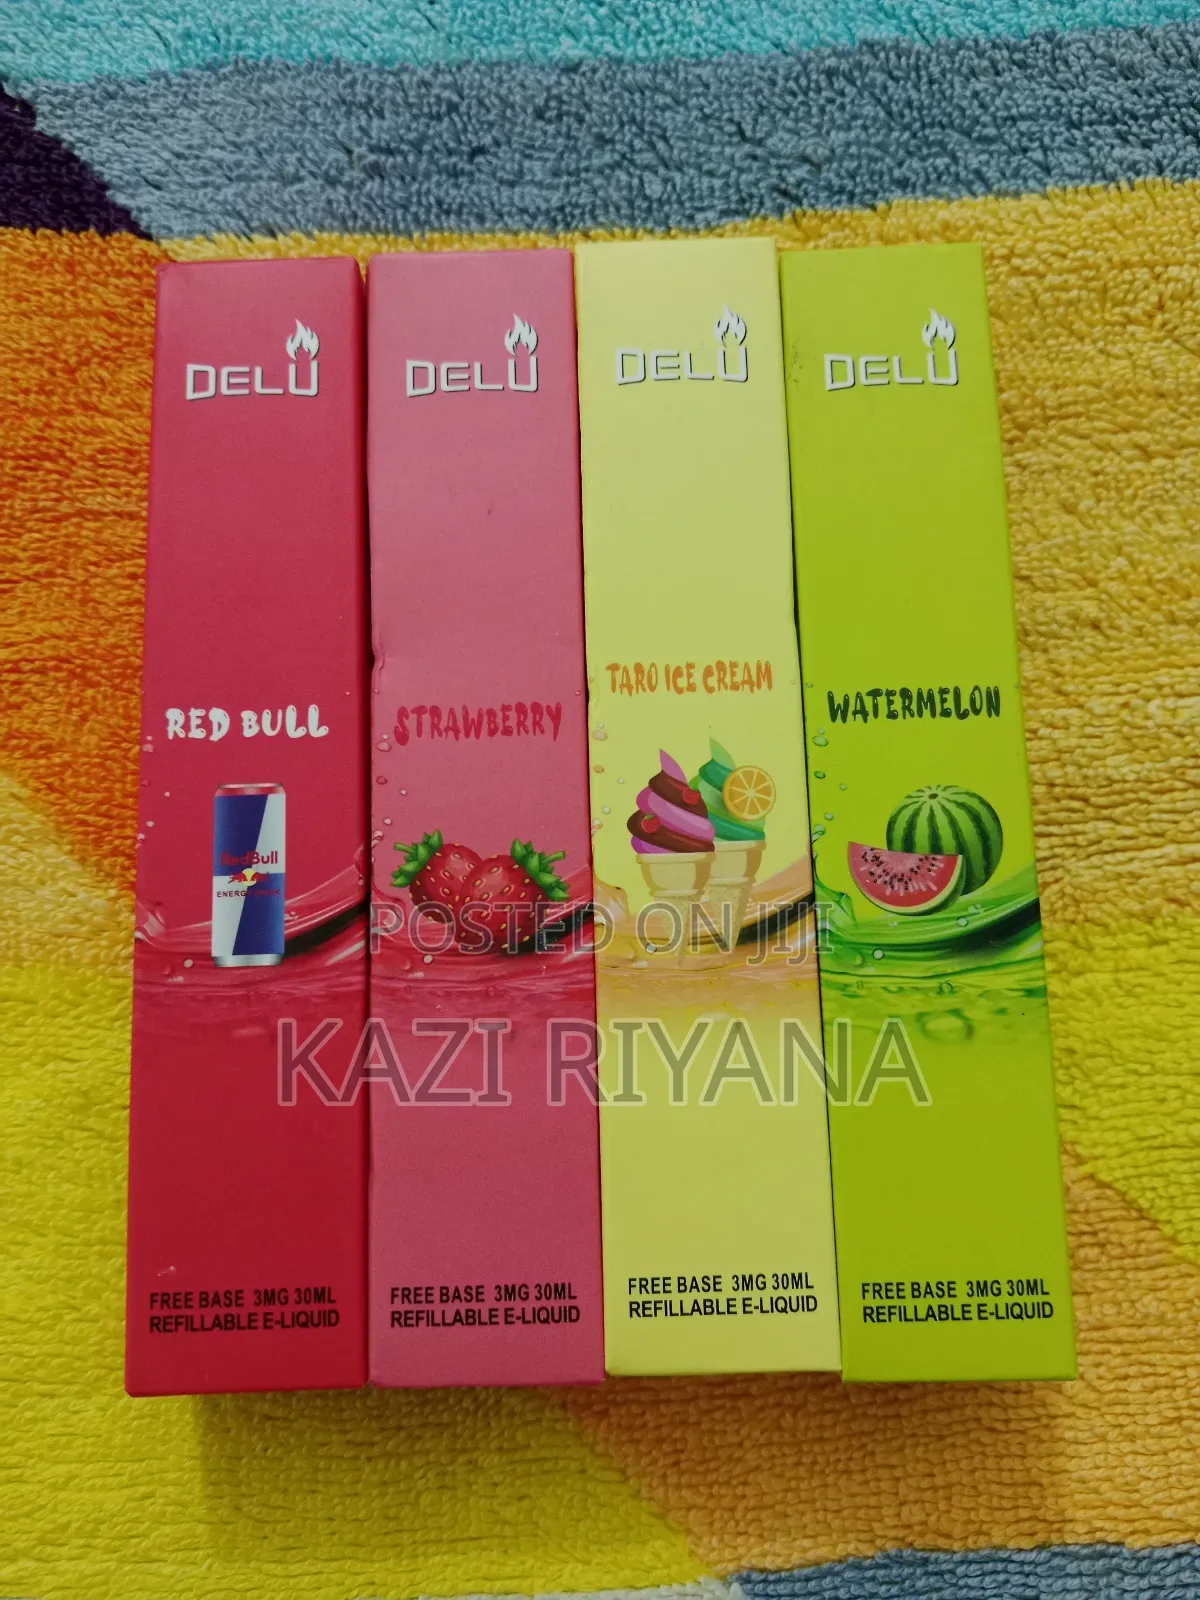 DELU
RED BULL
RedBull
ENERGY DRINK
FREE BASE 3MG 30ML
REFILLABLE E-LIQUID
DELU
STRAWBERRY
FREE BASE 3MG 30ML
REFILLABLE E-LIQUID
DELU
TARO ICE CREAM
FREE BASE 3MG 30ML
REFILLABLE E-LIQUID
DELU
WATERMELON
FREE BASE 3MG 30ML
REFILLABLE E-LIQUID
POSTED ON JIJI
KAZI RIYANA